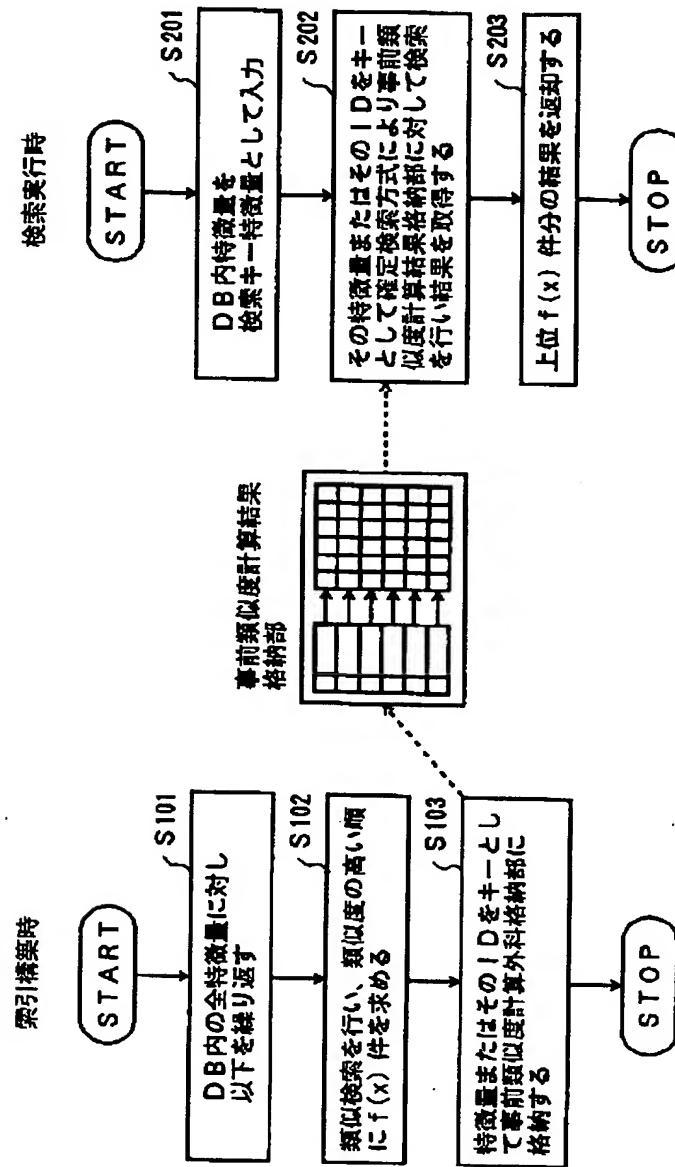 索引構築時
START
S101
DB内の全特徴量に対し
以下を繰り返す
S102
類似検索を行い、類似度の高い順
にf(x)件を求める
S103
特徴量またはそのIDをキーとし
て事前類似度計算外科格納部に
格納する
STOP
事前類似度計算結果
格納部
検索実行時
START
S201
DB内特徴量を
検索キー特徴量として入力
S202
その特徴量またはそのIDをキー
として確定検索方式により事前類
似度計算結果格納部に対して検索
を行い結果を取得する
S203
上位f(x)件分の結果を返却する
STOP